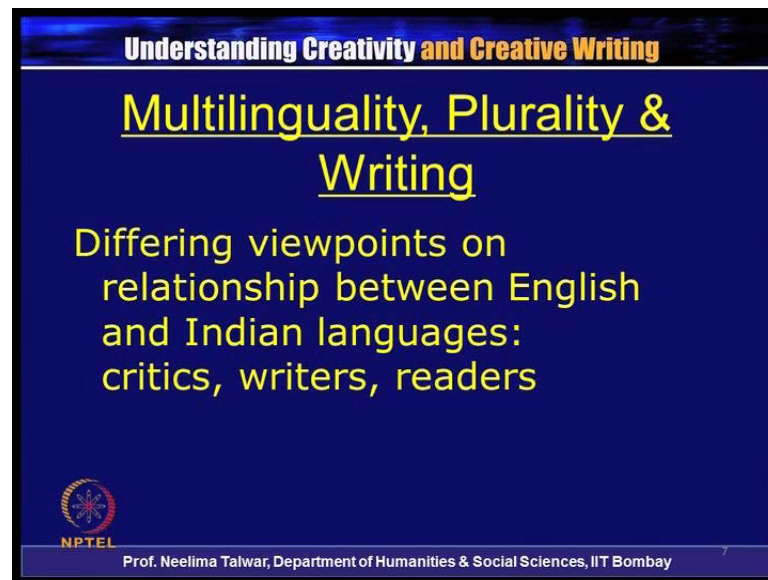 Understanding Creativity and Creative Writing
Multilinguality, Plurality &
Writing
Differing viewpoints on
relationship between English
and Indian languages:
critics, writers, readers
NPTEL
Prof. Neelima Talwar, Department of Humanities & Social Sciences, IIT Bombay
7